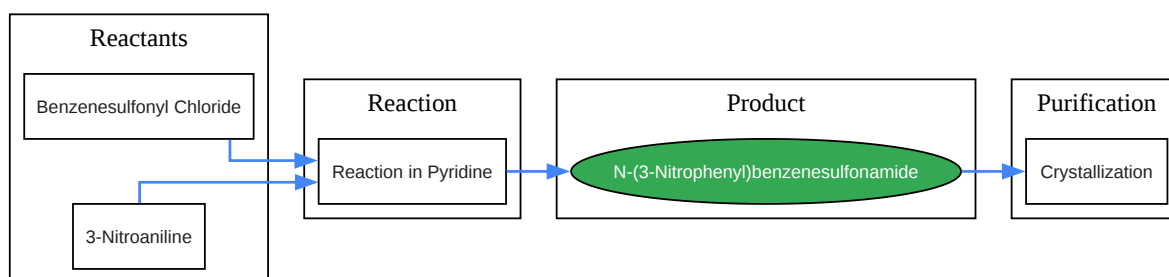 Reactants
Benzenesulfonyl Chloride
3-Nitroaniline
Reaction
Reaction in Pyridine
Product
N-(3-Nitrophenyl)benzenesulfonamide
Purification
Crystallization